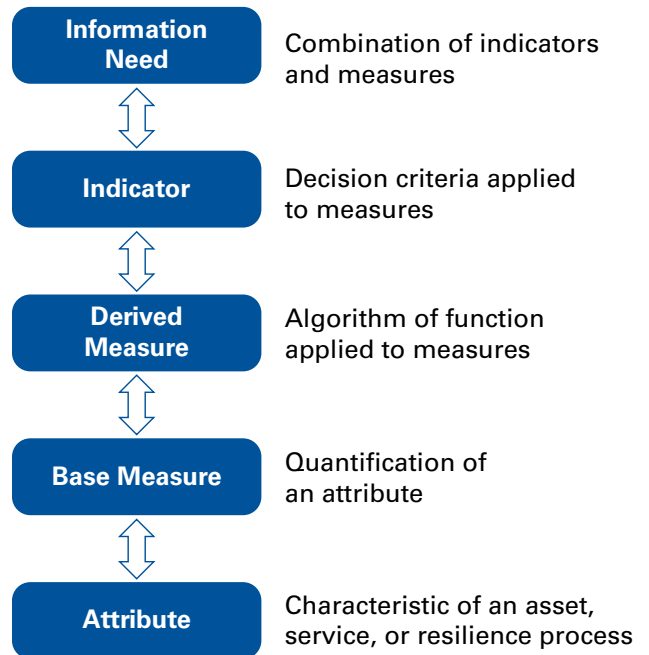 Information
Need
Combination of indicators
and measures
Indicator
Decision criteria applied
to measures
Derived
Measure
Algorithm of function
applied to measures
Base Measure
Quantification of
an attribute
Attribute
Characteristic of an asset,
service, or resilience process